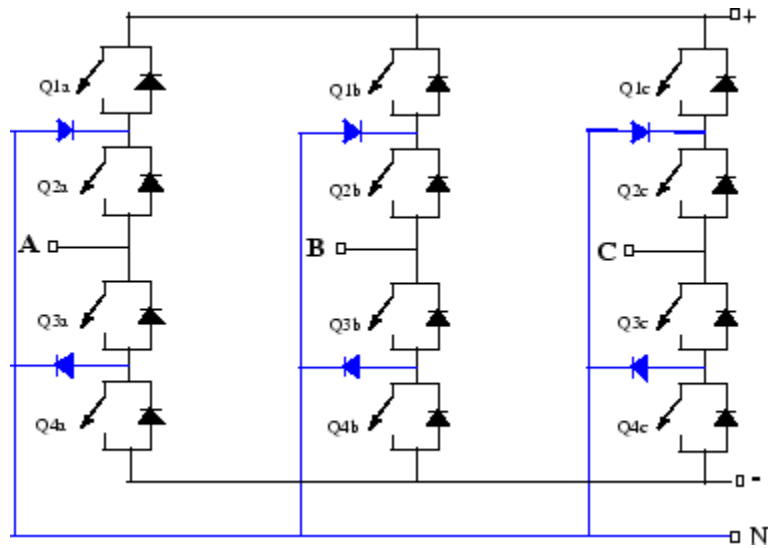 +
Q1a Q1b Q1c
Q2a Q2b Q2c
A B C
Q3a Q3b Q3c
Q4a Q4b Q4c
-
N